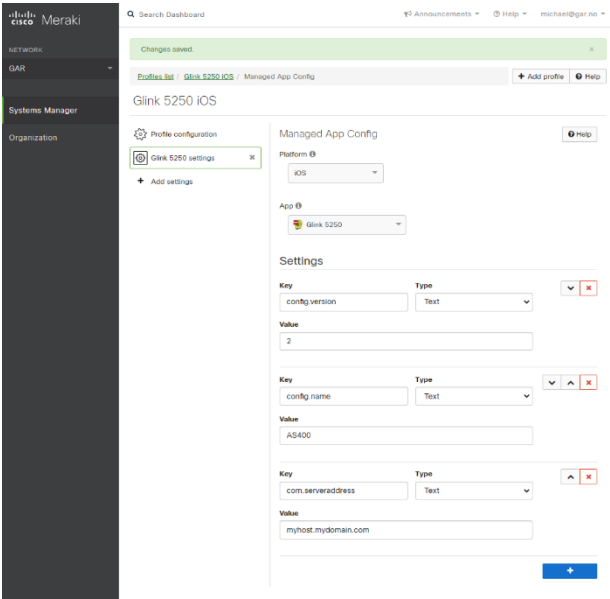 cisco Meraki
Search Dashboard
Announcements
Help
michael@gar.no
NETWORK
GAR
Systems Manager
Organization
Changes saved.
×
Profiles list / Glink 5250 iOS / Managed App Config
+ Add profile
Help
Glink 5250 iOS
Profile configuration
Glink 5250 settings
×
+ Add settings
Managed App Config
Help
Platform
iOS
App
Glink 5250
Settings
Key Type
config.version Text
Value
2
Key Type
config.name Text
Value
AS400
Key Type
com.serveraddress Text
Value
myhost.mydomain.com
+